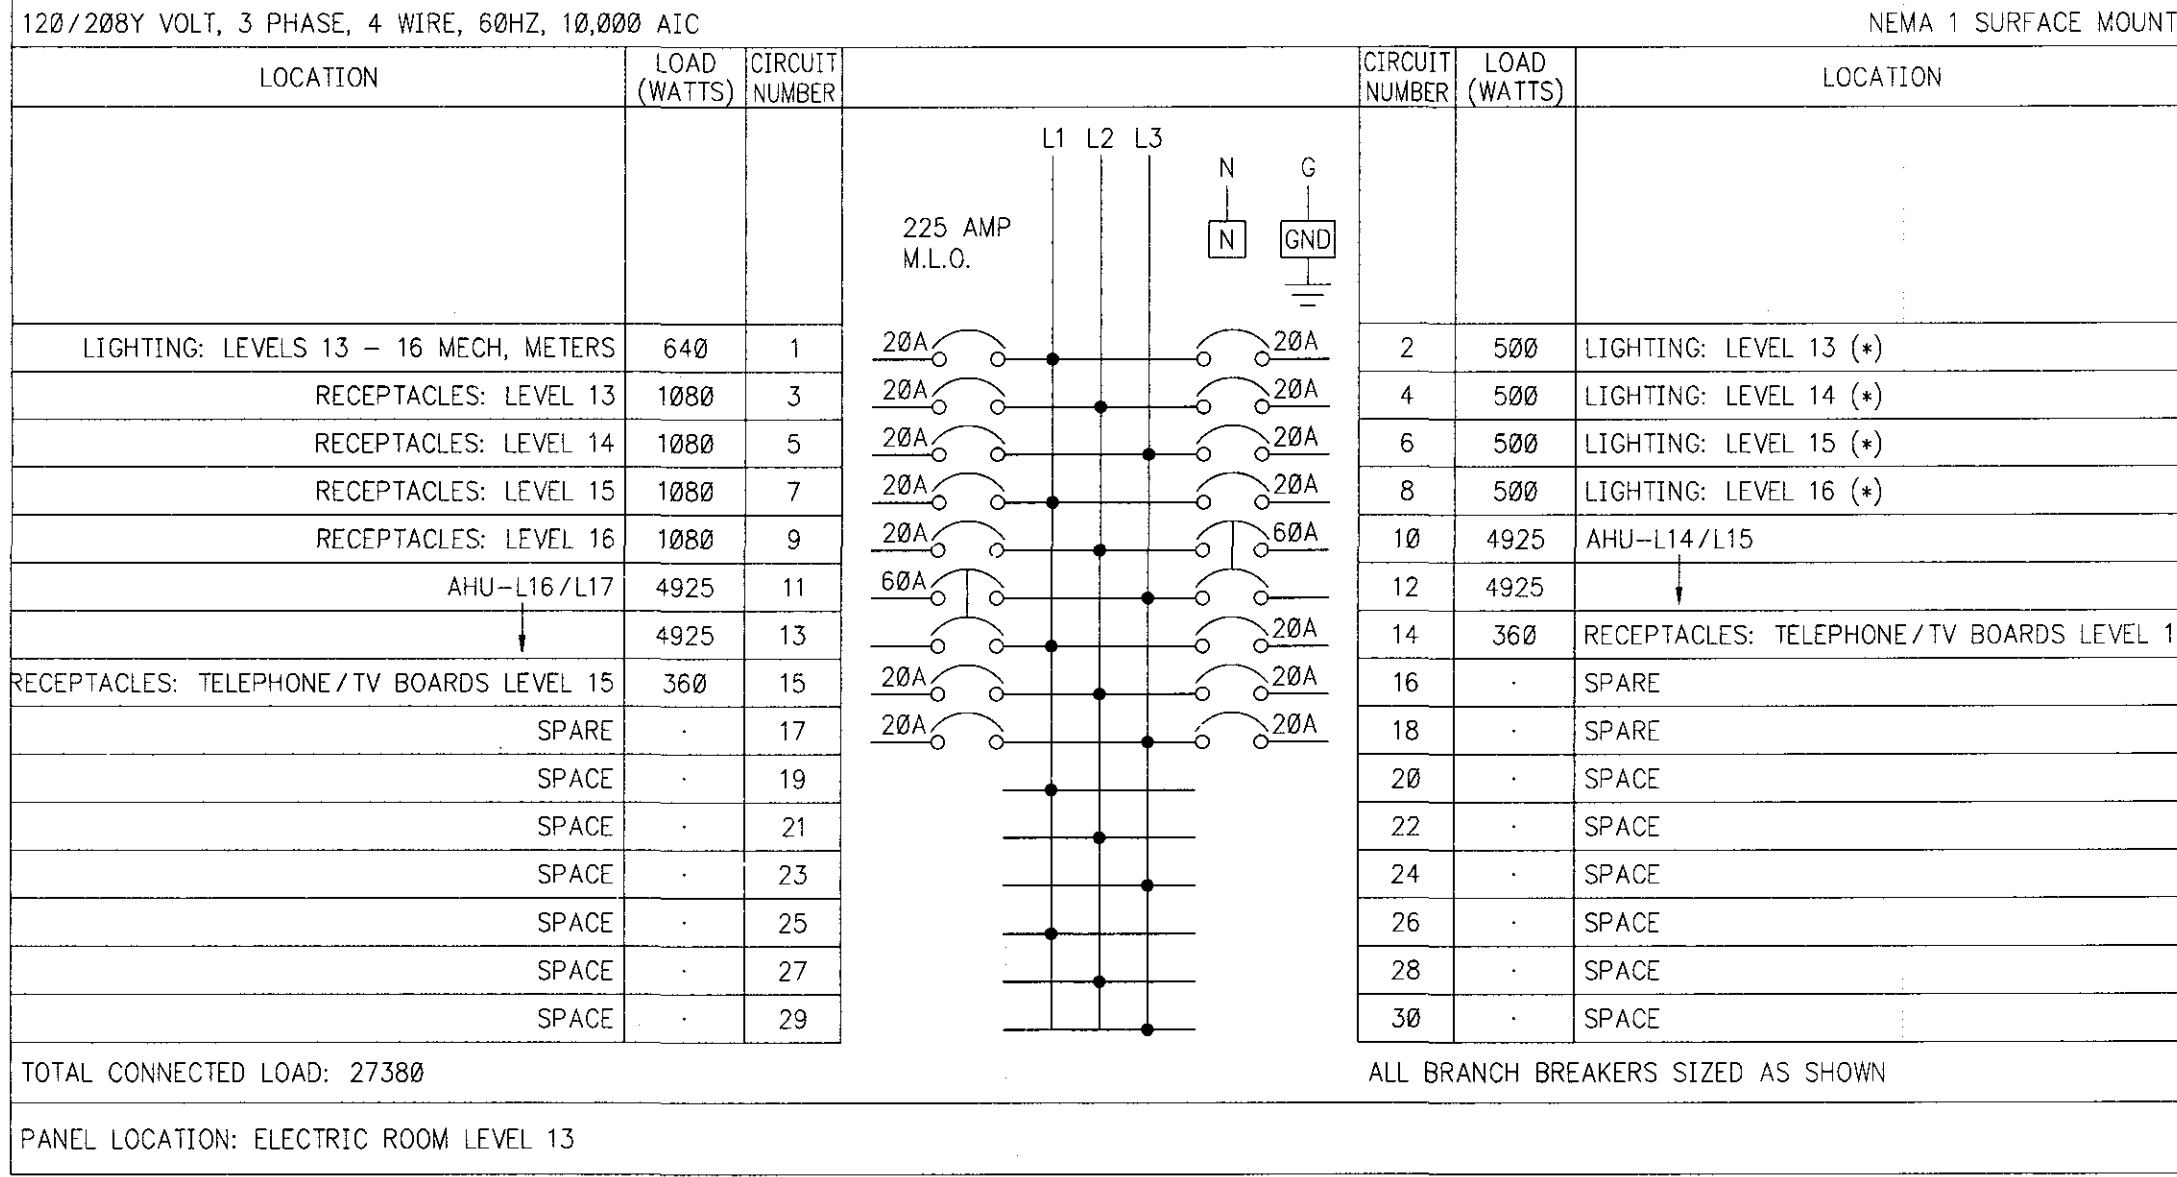 120/208Y VOLT, 3 PHASE, 4 WIRE, 60HZ, 10,000 AIC NEMA 1 SURFACE MOUNT
LOCATION LOAD (WATTS) CIRCUIT NUMBER CIRCUIT NUMBER LOAD (WATTS) LOCATION
L1 L2 L3
N G
225 AMP N GND
M.L.O.
LIGHTING: LEVELS 13 – 16 MECH, METERS 640 1 20A 20A 2 500 LIGHTING: LEVEL 13 (*)
RECEPTACLES: LEVEL 13 1080 3 20A 20A 4 500 LIGHTING: LEVEL 14 (*)
RECEPTACLES: LEVEL 14 1080 5 20A 20A 6 500 LIGHTING: LEVEL 15 (*)
RECEPTACLES: LEVEL 15 1080 7 20A 20A 8 500 LIGHTING: LEVEL 16 (*)
RECEPTACLES: LEVEL 16 1080 9 20A 60A 10 4925 AHU–L14/L15
AHU–L16/L17 4925 11 60A 12 4925
4925 13 20A 14 360 RECEPTACLES: TELEPHONE/TV BOARDS LEVEL 1
RECEPTACLES: TELEPHONE/TV BOARDS LEVEL 15 360 15 20A 20A 16 · SPARE
SPARE · 17 20A 20A 18 · SPARE
SPACE · 19 20 · SPACE
SPACE · 21 22 · SPACE
SPACE · 23 24 · SPACE
SPACE · 25 26 · SPACE
SPACE · 27 28 · SPACE
SPACE · 29 30 · SPACE
TOTAL CONNECTED LOAD: 27380 ALL BRANCH BREAKERS SIZED AS SHOWN
PANEL LOCATION: ELECTRIC ROOM LEVEL 13